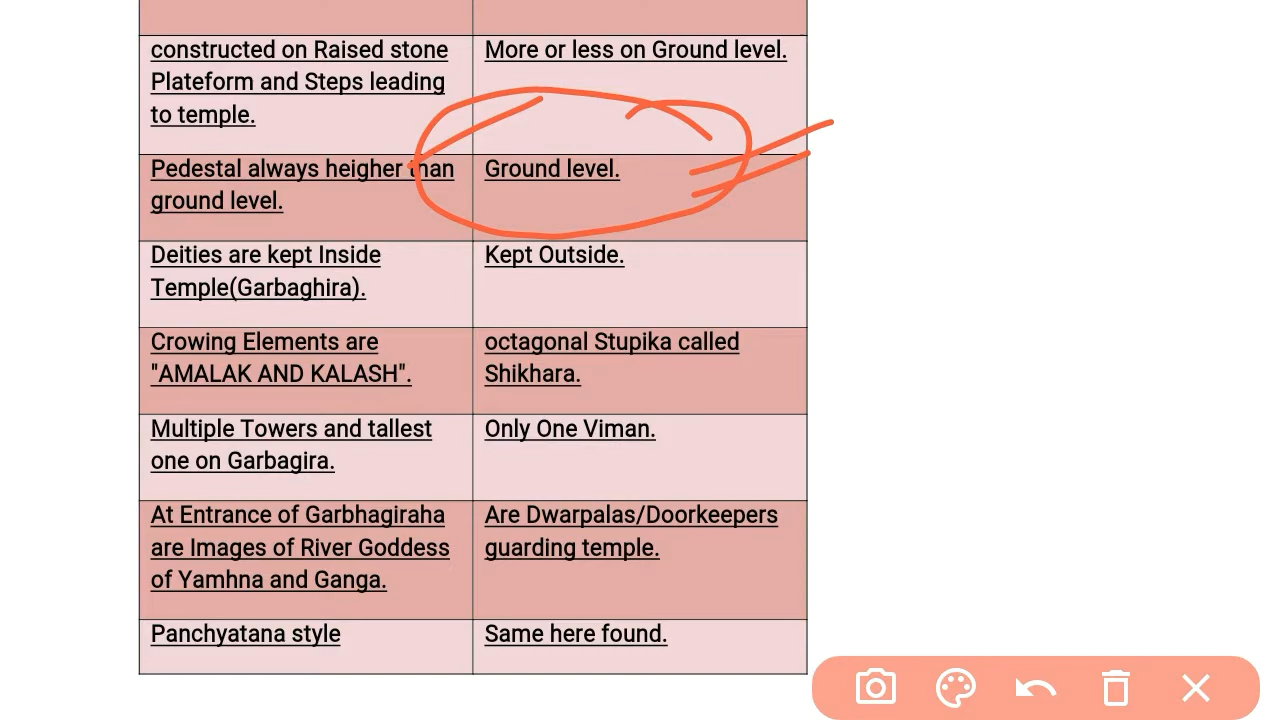 constructed on Raised stone
Plateform and Steps leading
to temple.
More or less on Ground level.
Pedestal always heigher than
ground level.
Ground level.
Deities are kept Inside
Temple(Garbaghira).
Kept Outside.
Crowing Elements are
"AMALAK AND KALASH".
octagonal Stupika called
Shikhara.
Multiple Towers and tallest
one on Garbagira.
Only One Viman.
At Entrance of Garbhagiraha
are Images of River Goddess
of Yamhna and Ganga.
Are Dwarpalas/Doorkeepers
guarding temple.
Panchyatana style
Same here found.